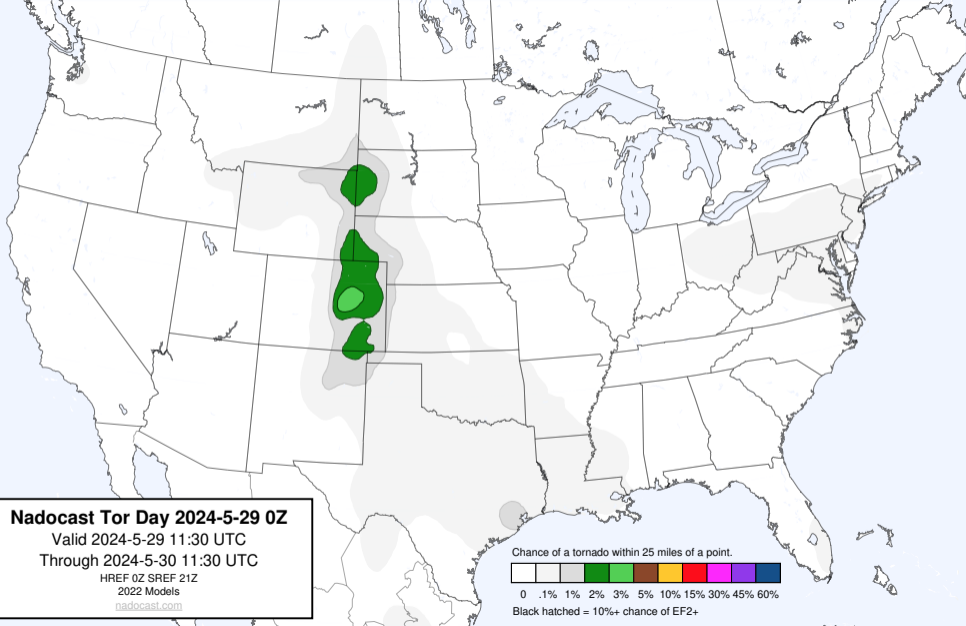 Nadocast Tor Day 2024-5-29 0Z
Valid 2024-5-29 11:30 UTC
Through 2024-5-30 11:30 UTC
HREF 0Z SREF 21Z
2022 Models
nadocast.com
Chance of a tornado within 25 miles of a point.
0 .1% 1% 2% 3% 5% 10% 15% 30% 45% 60%
Black hatched = 10%+ chance of EF2+